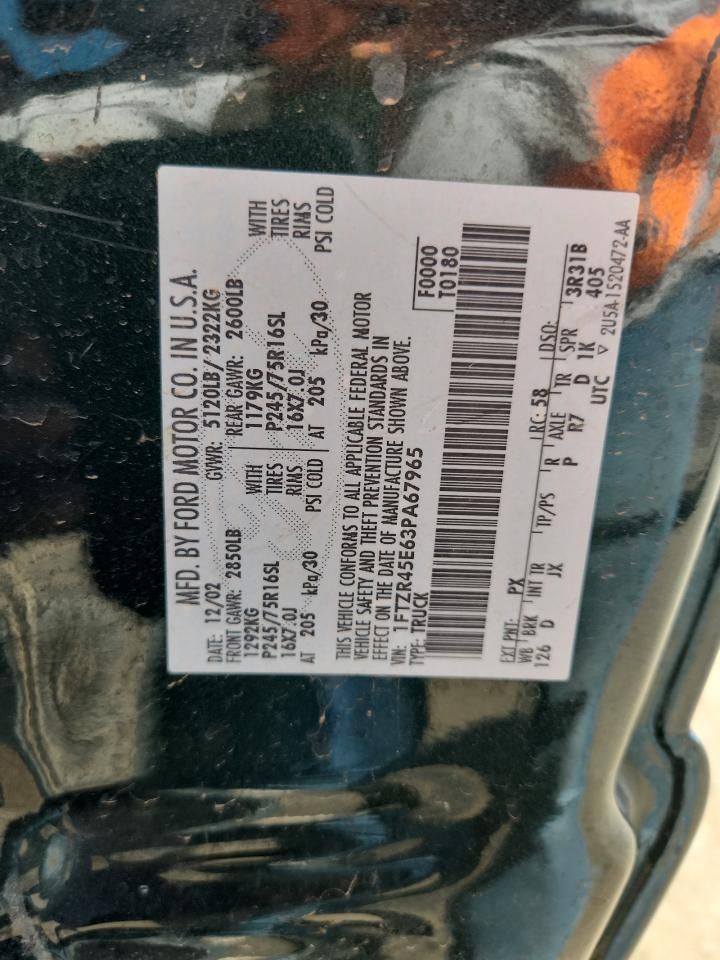 MFD. BY FORD MOTOR CO. IN U.S.A.
DATE: 12/02 GVWR: 5120LB/ 2322KG
FRONT GAWR: 2850LB REAR GAWR: 2600LB
1292KG WITH 1179KG WITH
P245/75R16SL TIRES P245/75R16SL TIRES
16X7.0J RIMS 16X7.0J RIMS
AT 205 kPa/30 PSI COLD AT 205 kPa/30 PSI COLD
THIS VEHICLE CONFORMS TO ALL APPLICABLE FEDERAL MOTOR
VEHICLE SAFETY AND THEFT PREVENTION STANDARDS IN
EFFECT ON THE DATE OF MANUFACTURE SHOWN ABOVE.
VIN: 1FTZR45E63PA67965 F0000
TYPE: TRUCK T0180
EXT PNT: PX RC: 58 DSO:
WB BRK INT TR TP/PS R AXLE TR SPR 3R31B
126 D JX P R7 D 1K 405
UTC ▽ 2U5A-1520472-AA